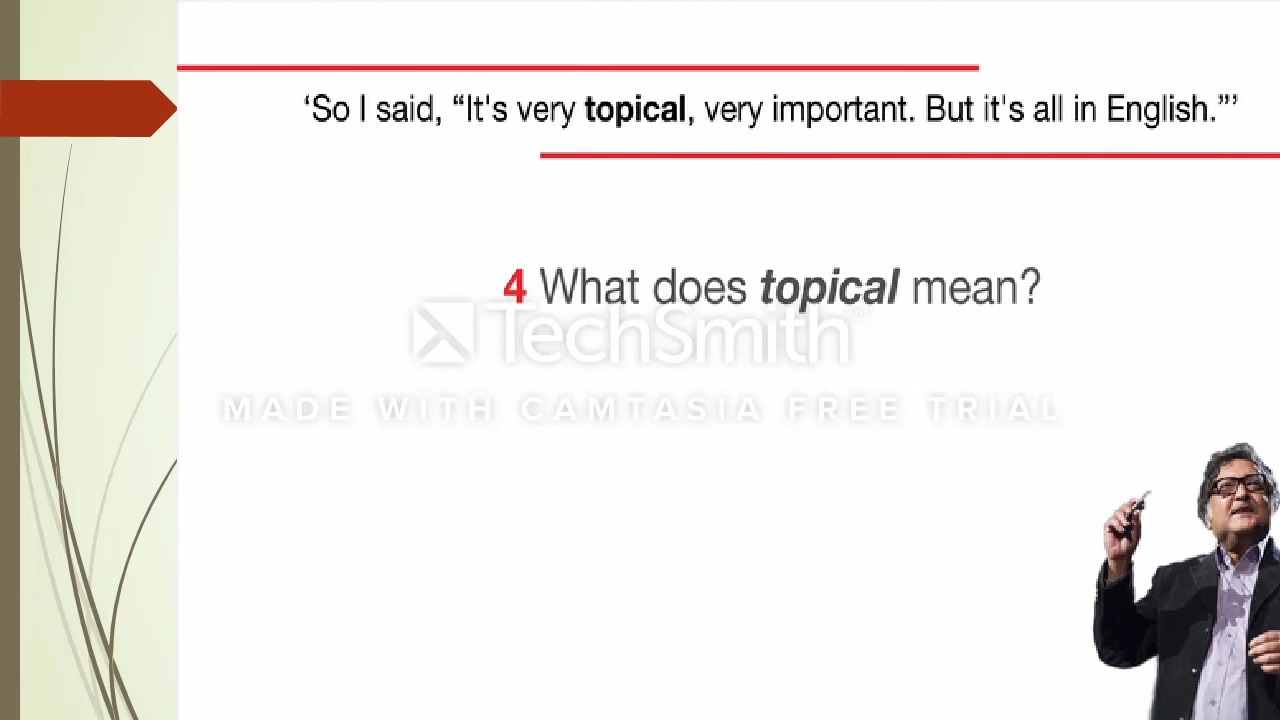 ‘So I said, “It's very topical, very important. But it's all in English.”’
4 What does topical mean?
TechSmith
MADE WITH CAMTASIA FREE TRIAL